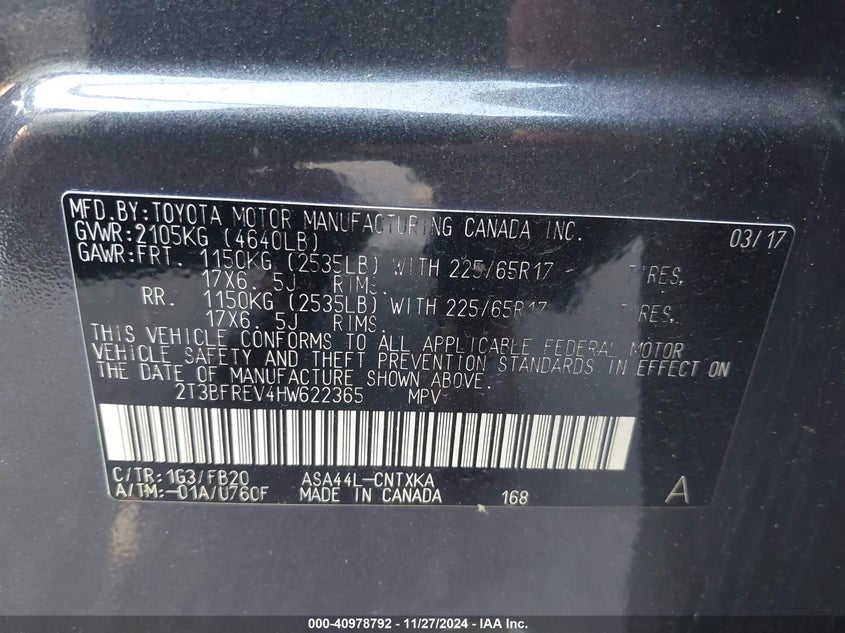 MFD.BY:TOYOTA MOTOR MANUFACTURING CANADA INC. 03/17
GVWR:2105KG (4640LB)
GAWR:FRT. 1150KG (2535LB) WITH 225/65R17 TIRES,
17X6.5J RIMS.
RR. 1150KG (2535LB) WITH 225/65R17 TIRES,
17X6.5J RIMS.
THIS VEHICLE CONFORMS TO ALL APPLICABLE FEDERAL MOTOR
VEHICLE SAFETY AND THEFT PREVENTION STANDARDS IN EFFECT ON
THE DATE OF MANUFACTURE SHOWN ABOVE.
2T3BFREV4HW622365 MPV
C/TR:1G3/FB20 ASA44L-CNTXKA
A/TM:-01A/U760F MADE IN CANADA 168 A
000-40978792 - 11/27/2024 - IAA Inc.